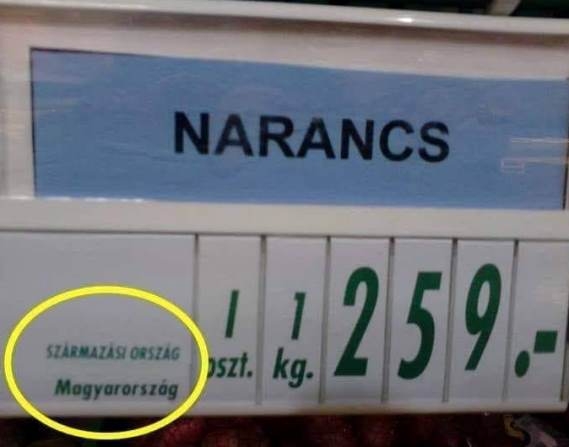 NARANCS
SZÁRMAZÁSI ORSZÁG
Magyarország
I oszt.
1 kg.
259.-